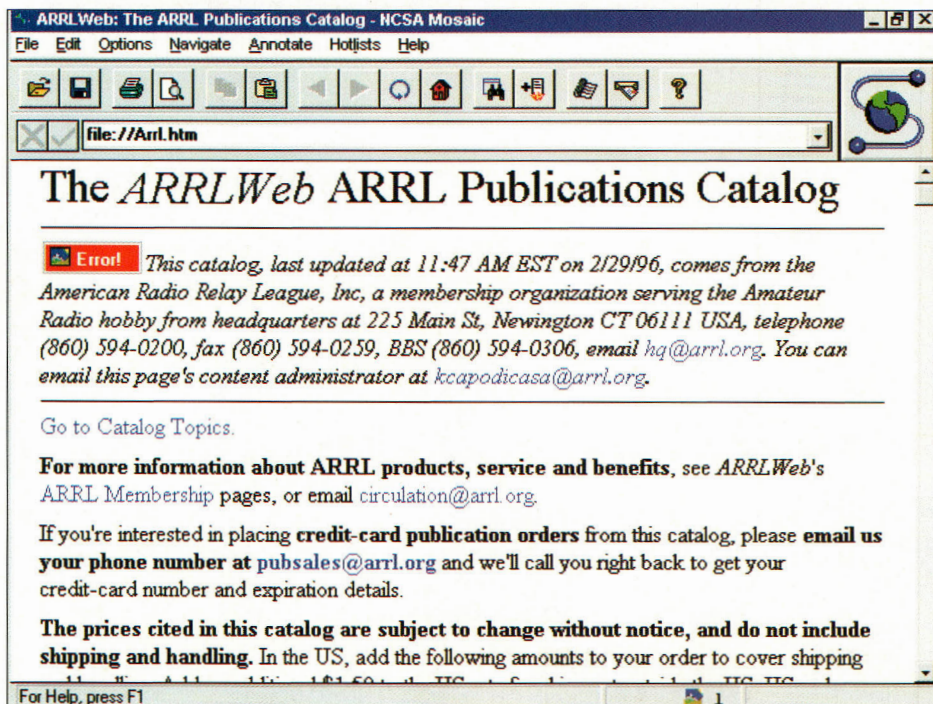 ARRLWeb: The ARRL Publications Catalog - NCSA Mosaic
File Edit Options Navigate Annotate Hotlists Help
file://Arrl.htm
The ARRLWeb ARRL Publications Catalog
Error! This catalog, last updated at 11:47 AM EST on 2/29/96, comes from the
American Radio Relay League, Inc, a membership organization serving the Amateur
Radio hobby from headquarters at 225 Main St, Newington CT 06111 USA, telephone
(860) 594-0200, fax (860) 594-0259, BBS (860) 594-0306, email hq@arrl.org. You can
email this page's content administrator at kcapodicasa@arrl.org.
Go to Catalog Topics.
For more information about ARRL products, service and benefits, see ARRLWeb's
ARRL Membership pages, or email circulation@arrl.org.
If you're interested in placing credit-card publication orders from this catalog, please email us
your phone number at pubsales@arrl.org and we'll call you right back to get your
credit-card number and expiration details.
The prices cited in this catalog are subject to change without notice, and do not include
shipping and handling. In the US, add the following amounts to your order to cover shipping
For Help, press F1
1